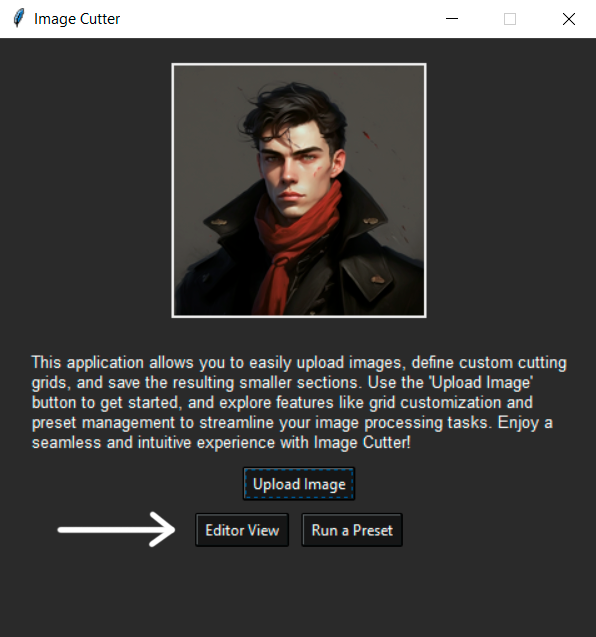 Image Cutter
This application allows you to easily upload images, define custom cutting
grids, and save the resulting smaller sections. Use the 'Upload Image'
button to get started, and explore features like grid customization and
preset management to streamline your image processing tasks. Enjoy a
seamless and intuitive experience with Image Cutter!
Upload Image
Editor View
Run a Preset